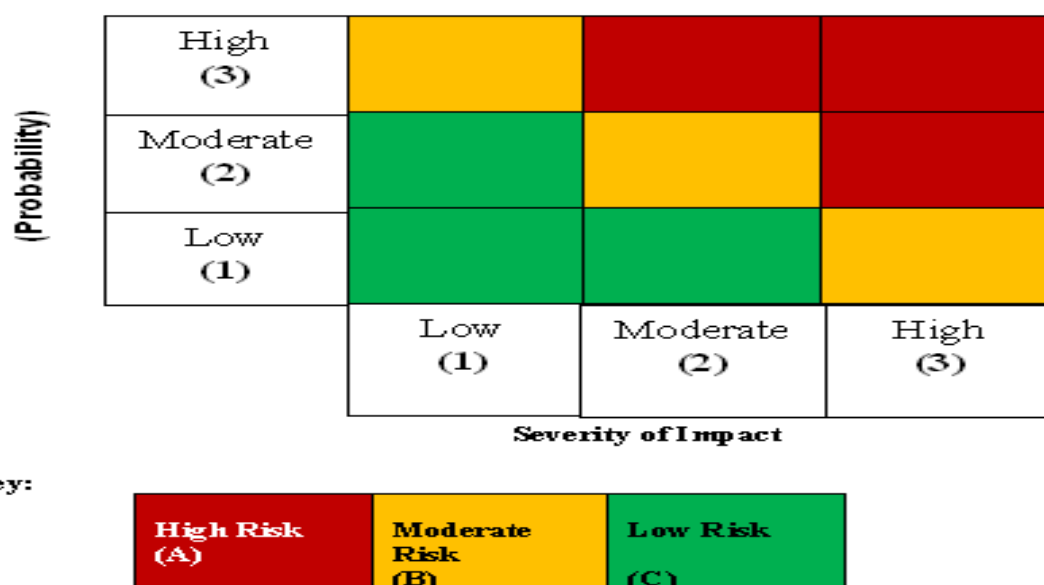 (Probability)
High
(3)
Moderate
(2)
Low
(1)
Low
(1)
Moderate
(2)
High
(3)
Severity of Impact
ey:
High Risk
(A)
Moderate
Risk
(B)
Low Risk
(C)